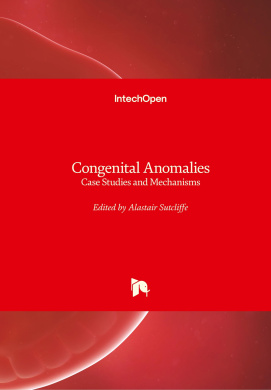 IntechOpen
Congenital Anomalies
Case Studies and Mechanisms
Edited by Alastair Sutcliffe